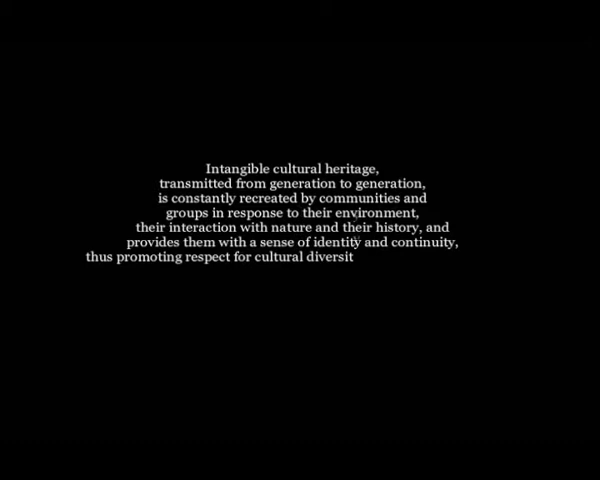 Intangible cultural heritage,
transmitted from generation to generation,
is constantly recreated by communities and
groups in response to their environment,
their interaction with nature and their history, and
provides them with a sense of identity and continuity,
thus promoting respect for cultural diversit